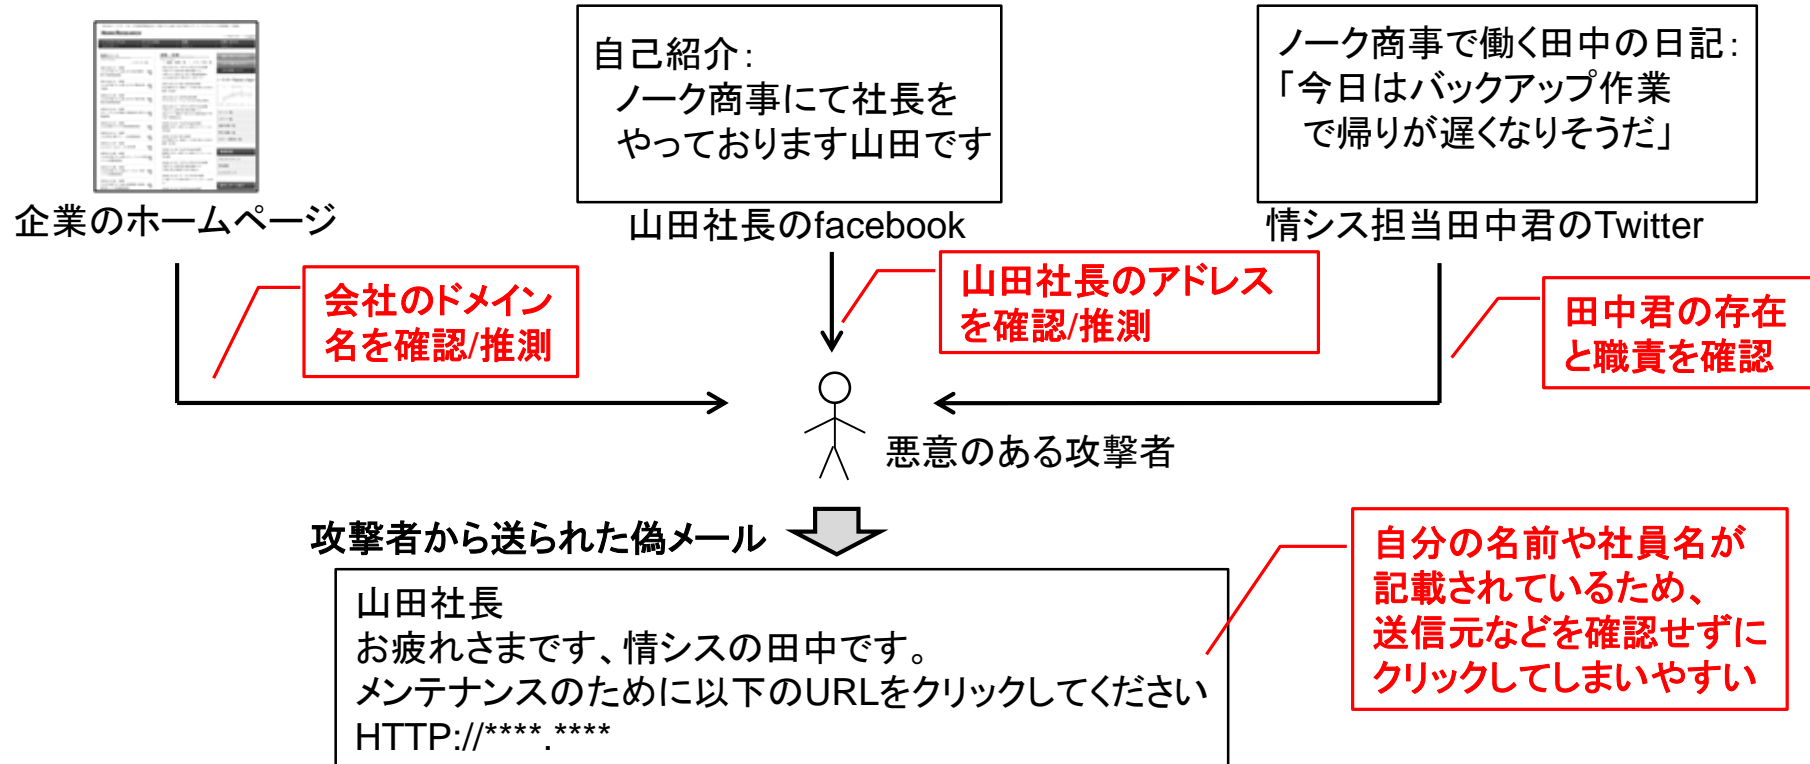 自己紹介：
ノーク商事にて社長を
やっております山田です
ノーク商事で働く田中の日記：
「今日はバックアップ作業
で帰りが遅くなりそうだ」
企業のホームページ
山田社長のfacebook
情シス担当田中君のTwitter
会社のドメイン
名を確認/推測
山田社長のアドレス
を確認/推測
田中君の存在
と職責を確認
悪意のある攻撃者
攻撃者から送られた偽メール
山田社長
お疲れさまです、情シスの田中です。
メンテナンスのために以下のURLをクリックしてください
HTTP://****.****
自分の名前や社員名が
記載されているため、
送信元などを確認せずに
クリックしてしまいやすい